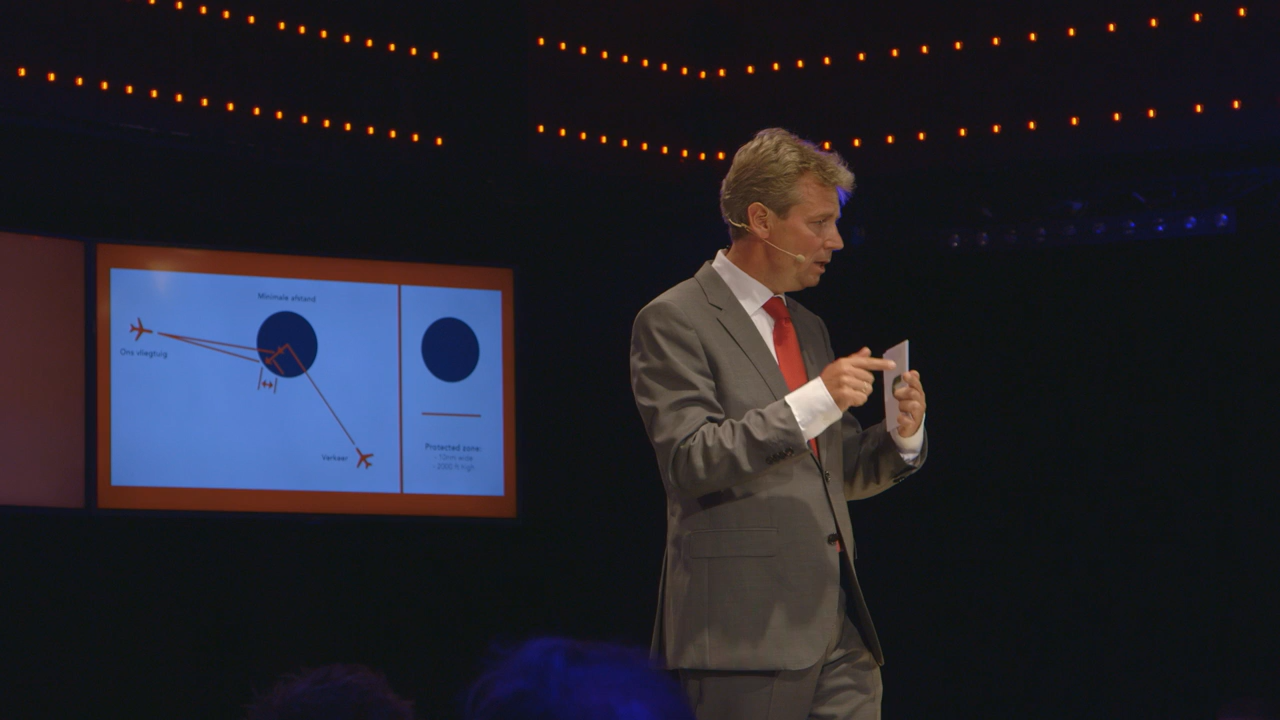 Minimale afstand
Ons vliegtuig
Verkeer
Protected zone:
- 10nm wide
- 2000 ft high